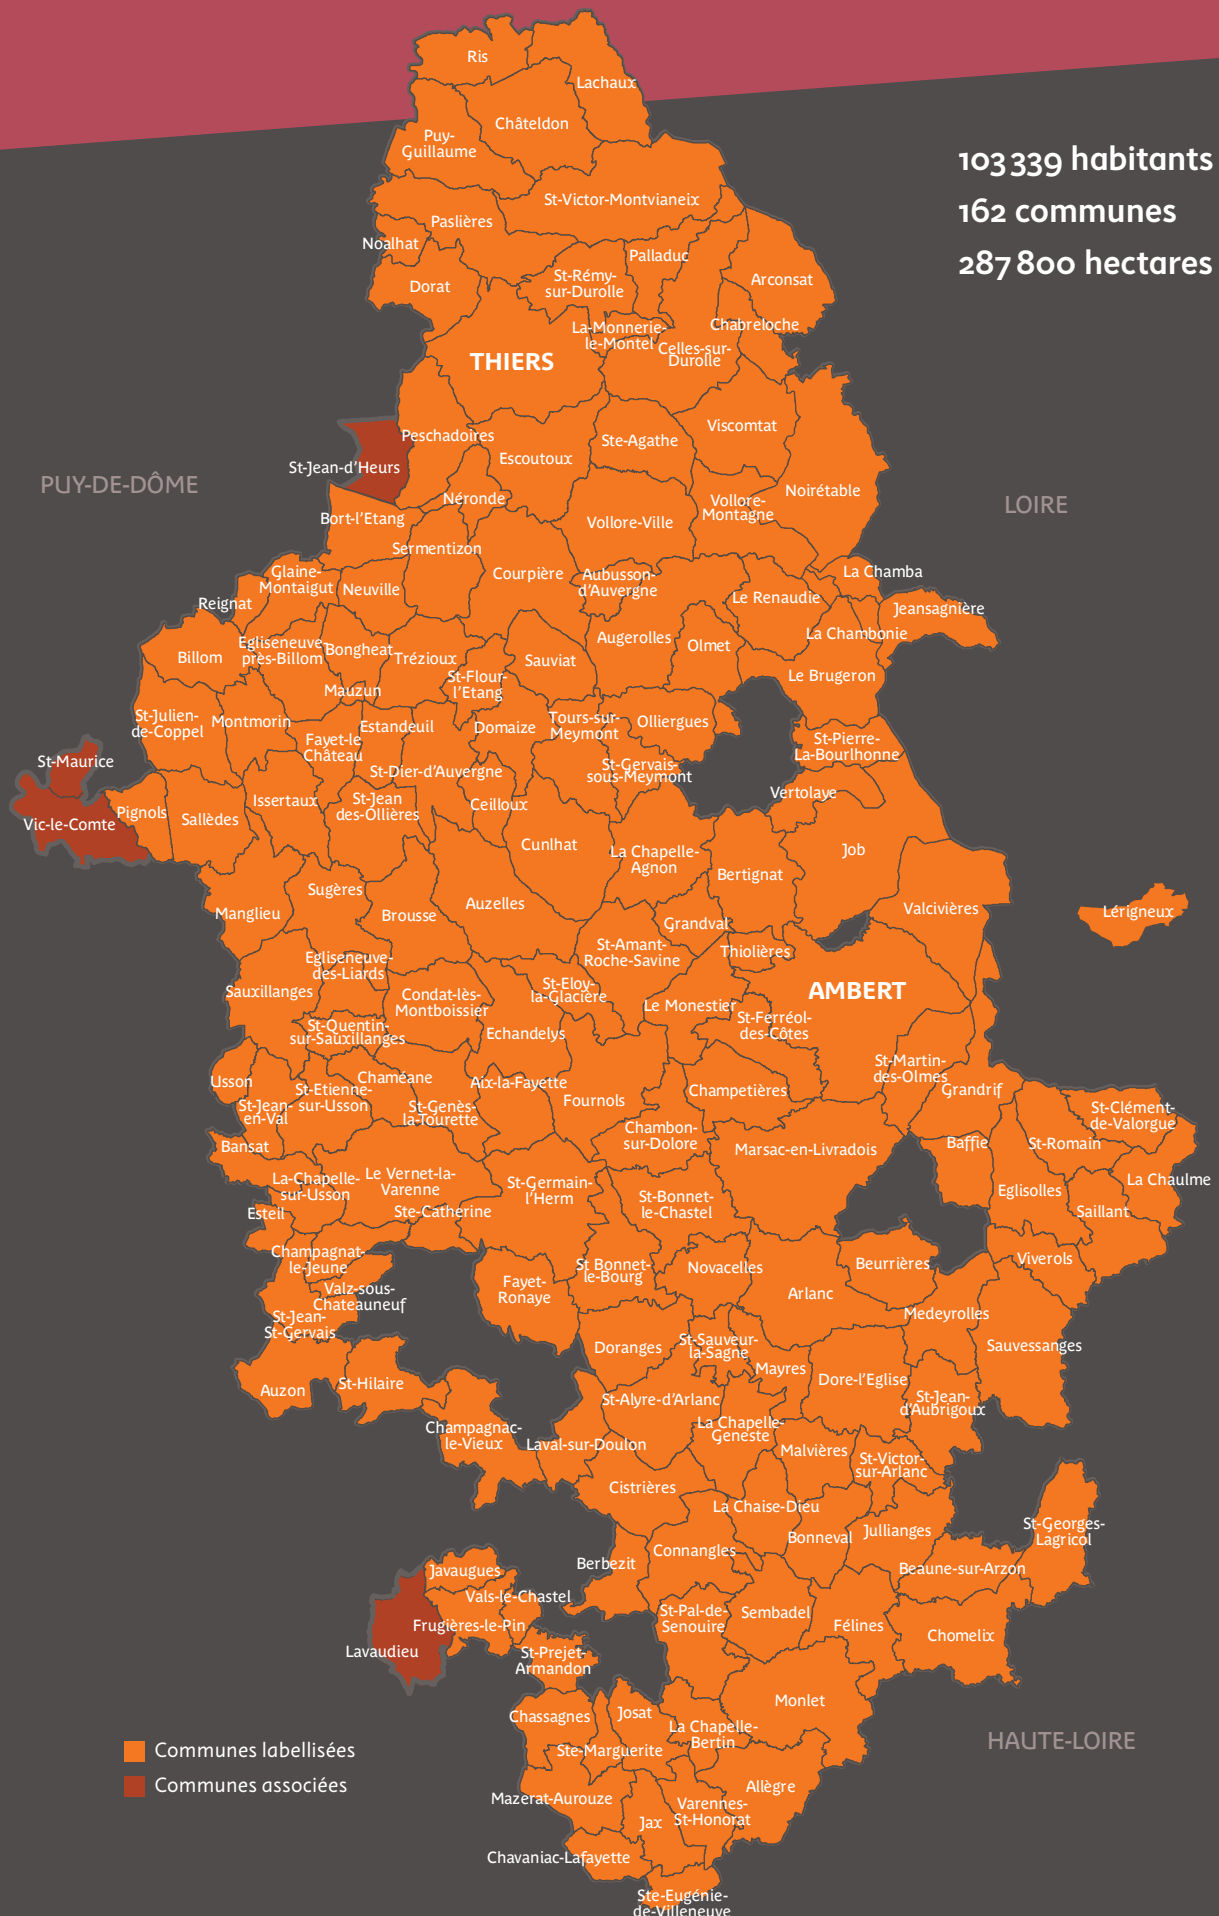 Ris
Lachaux
Châteldon
Puy-
Guillaume
103 339 habitants
162 communes
287 800 hectares
St-Victor-Montvianeix
Paslières
Noalhat
Palladuc
Dorat
St-Rémy-
sur-Durolle
Arconsat
La-Monnerie-
le-Montel
Chabreloche
Celles-sur-
Durolle
THIERS
Peschadoires
Ste-Agathe
Viscomtat
Escoutoux
St-Jean-d'Heurs
PUY-DE-DÔME
LOIRE
Noirétable
Néronde
Vollore-
Montagne
Bort-l'Etang
Vollore-Ville
Sermentizon
Glaine-
Montaigut
Neuville
Courpière
Aubusson-
d'Auvergne
La Chamba
Reignat
Le Renaudie
Jeansagnière
La Chambonie
Billom
Egliseneuve-
près-Billom
Bongheat
Trézioux
Sauviat
Augerolles
Olmet
Le Brugeron
St-Flour-
l'Etang
Mauzun
St-Julien-
de-Coppel
Montmorin
Estandeuil
Domaize
Tours-sur-
Meymont
Olliergues
Fayet-le
Château
St-Pierre-
La-Bourlhonne
St-Maurice
St-Dier-d'Auvergne
St-Gervais-
sous-Meymont
Vertolaye
Vic-le-Comte
Pignols
Sallèdes
Issertaux
St-Jean
des-Ollières
Ceilloux
Cunlhat
La Chapelle-
Agnon
Job
Bertignat
Sugères
Manglieu
Brousse
Auzelles
Valcivières
Lérigneux
Grandval
St-Amant-
Roche-Savine
Thiolières
Egliseneuve-
des-Liards
Sauxillanges
Condat-lès-
Montboissier
St-Eloy-
la-Glacière
AMBERT
Le Monestier
St-Ferréol-
des-Côtes
St-Quentin-
sur-Sauxillanges
Echandelys
St-Martin-
des-Olmes
Usson
Chaméane
Aix-la-Fayette
Fournols
Champetières
Grandrif
St-Etienne-
sur-Usson
St-Jean-
en-Val
St-Genès-
la-Tourette
St-Clément-
de-Valorgue
Bansat
Chambon-
sur-Dolore
Marsac-en-Livradois
Baffie
St-Romain
La-Chapelle-
sur-Usson
Le Vernet-la-
Varenne
St-Germain-
l'Herm
St-Bonnet-
le-Chastel
Eglisolles
La Chaulme
Saillant
Esteil
Ste-Catherine
Champagnat-
le-Jeune
St Bonnet-
le-Bourg
Novacelles
Beurrières
Viverols
Valz-sous-
Chateauneuf
Fayet-
Ronaye
Arlanc
Medeyrolles
St-Jean-
St-Gervais
Doranges
St-Sauveur-
la-Sagne
Sauvessanges
Mayres
Dore-l'Eglise
Auzon
St-Hilaire
St-Alyre-d'Arlanc
St-Jean-
d'Aubrigoux
Champagnac-
le-Vieux
Laval-sur-Doulon
La Chapelle-
Geneste
Malvières
St-Victor-
sur-Arlanc
Cistrières
La Chaise-Dieu
Bonneval
Jullianges
St-Georges-
Lagricol
Berbezit
Connangles
Beaune-sur-Arzon
Javaugues
Vals-le-Chastel
Frugières-le-Pin
St-Pal-de-
Senouire
Sembadel
Félines
Chomelix
Lavaudieu
St-Prejet-
Armandon
Monlet
Chassagnes
Josat
La Chapelle-
Bertin
HAUTE-LOIRE
Ste-Marguerite
Communes labellisées
Communes associées
Allègre
Mazerat-Aurouze
Varennes-
St-Honorat
Jax
Chavaniac-Lafayette
Ste-Eugénie-
de-Villeneuve